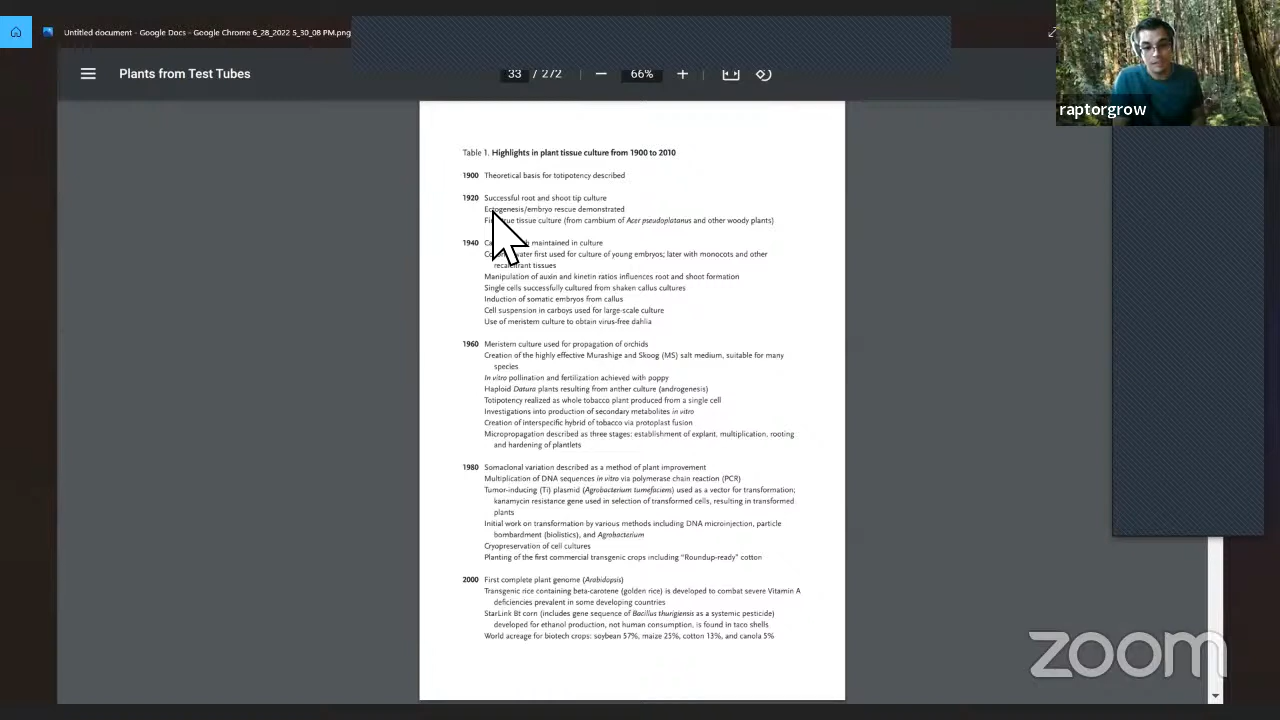 Untitled document - Google Docs - Google Chrome 6_28_2022 5_30_08 PM.png
Plants from Test Tubes
33 / 272
66%
raptorgrow
Table 1. Highlights in plant tissue culture from 1900 to 2010
1900 Theoretical basis for totipotency described
1920 Successful root and shoot tip culture
Ectogenesis/embryo rescue demonstrated
tissue culture (from cambium of Acer pseudoplatanus and other woody plants)
1940 maintained in culture
water first used for culture of young embryos; later with monocots and other
recalcitrant tissues
Manipulation of auxin and kinetin ratios influences root and shoot formation
Single cells successfully cultured from shaken callus cultures
Induction of somatic embryos from callus
Cell suspension in carboys used for large-scale culture
Use of meristem culture to obtain virus-free dahlia
1960 Meristem culture used for propagation of orchids
Creation of the highly effective Murashige and Skoog (MS) salt medium, suitable for many
species
In vitro pollination and fertilization achieved with poppy
Haploid Datura plants resulting from anther culture (androgenesis)
Totipotency realized as whole tobacco plant produced from a single cell
Investigations into production of secondary metabolites in vitro
Creation of interspecific hybrid of tobacco via protoplast fusion
Micropropagation described as three stages: establishment of explant, multiplication, rooting
and hardening of plantlets
1980 Somaclonal variation described as a method of plant improvement
Multiplication of DNA sequences in vitro via polymerase chain reaction (PCR)
Tumor-inducing (Ti) plasmid (Agrobacterium tumefaciens) used as a vector for transformation;
kanamycin resistance gene used in selection of transformed cells, resulting in transformed
plants
Initial work on transformation by various methods including DNA microinjection, particle
bombardment (biolistics), and Agrobacterium
Cryopreservation of cell cultures
Planting of the first commercial transgenic crops including “Roundup-ready” cotton
2000 First complete plant genome (Arabidopsis)
Transgenic rice containing beta-carotene (golden rice) is developed to combat severe Vitamin A
deficiencies prevalent in some developing countries
StarLink Bt corn (includes gene sequence of Bacillus thurigiensis as a systemic pesticide)
developed for ethanol production, not human consumption, is found in taco shells
World acreage for biotech crops: soybean 57%, maize 25%, cotton 13%, and canola 5%
zoom